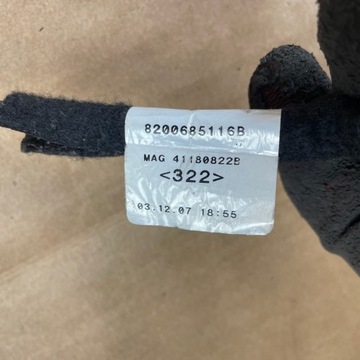 8200685116B
MAG 41180822B
<322>
03.12.07 18:55